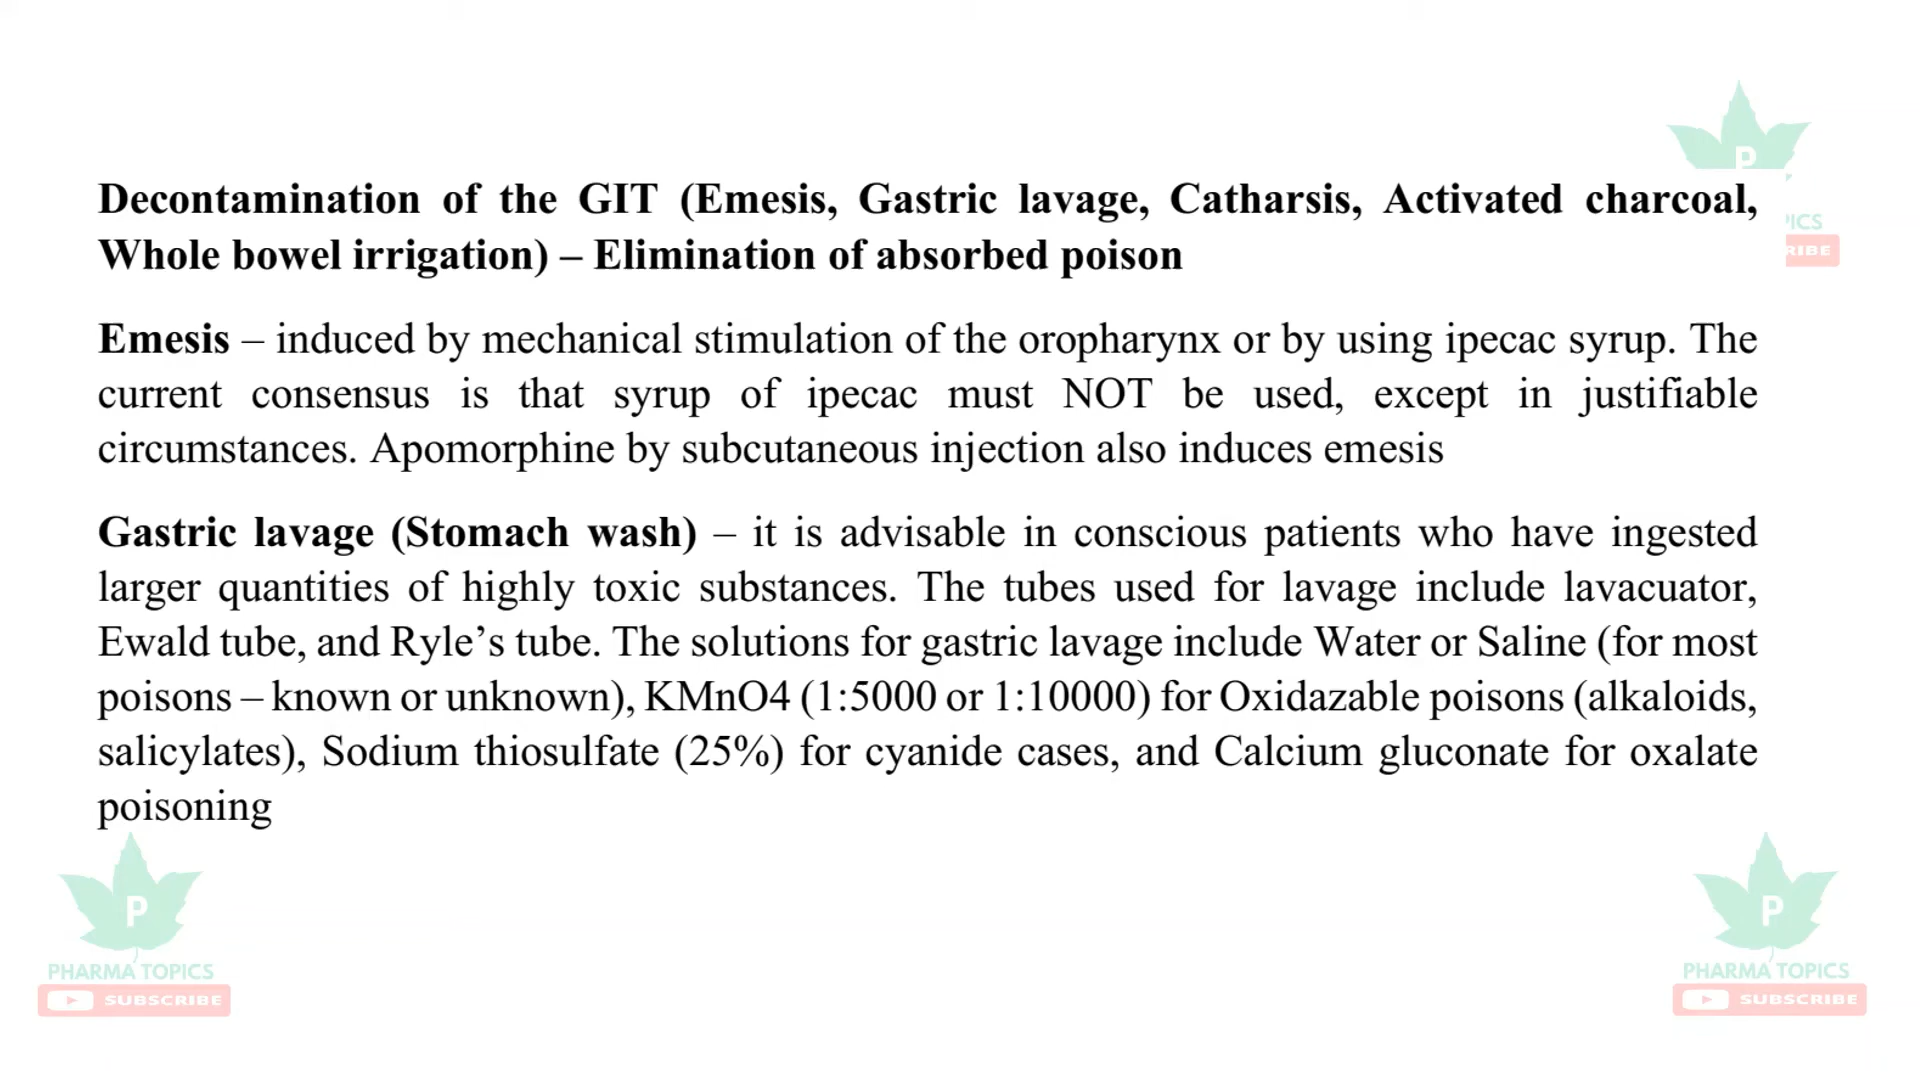 Decontamination of the GIT (Emesis, Gastric lavage, Catharsis, Activated charcoal,
Whole bowel irrigation) – Elimination of absorbed poison
Emesis – induced by mechanical stimulation of the oropharynx or by using ipecac syrup. The
current consensus is that syrup of ipecac must NOT be used, except in justifiable
circumstances. Apomorphine by subcutaneous injection also induces emesis
Gastric lavage (Stomach wash) – it is advisable in conscious patients who have ingested
larger quantities of highly toxic substances. The tubes used for lavage include lavacuator,
Ewald tube, and Ryle’s tube. The solutions for gastric lavage include Water or Saline (for most
poisons – known or unknown), KMnO4 (1:5000 or 1:10000) for Oxidazable poisons (alkaloids,
salicylates), Sodium thiosulfate (25%) for cyanide cases, and Calcium gluconate for oxalate
poisoning
P
PICS
RIBE
P
PHARMA TOPICS
SUBSCRIBE
P
PHARMA TOPICS
SUBSCRIBE